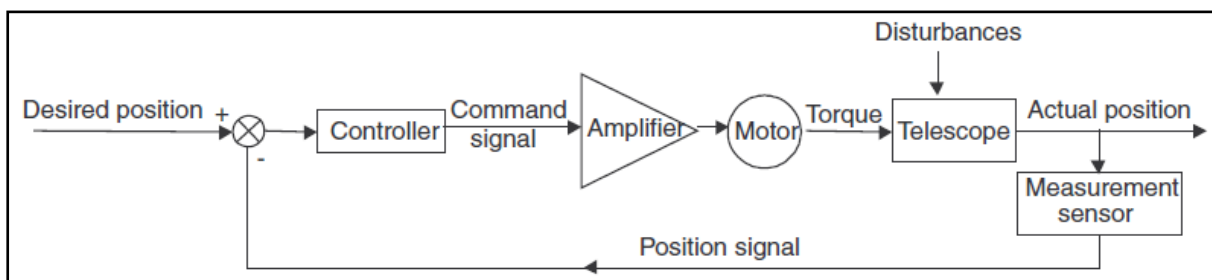 Disturbances
Desired position
+
-
Controller
Command
signal
Amplifier
Motor
Torque
Telescope
Actual position
Measurement
sensor
Position signal